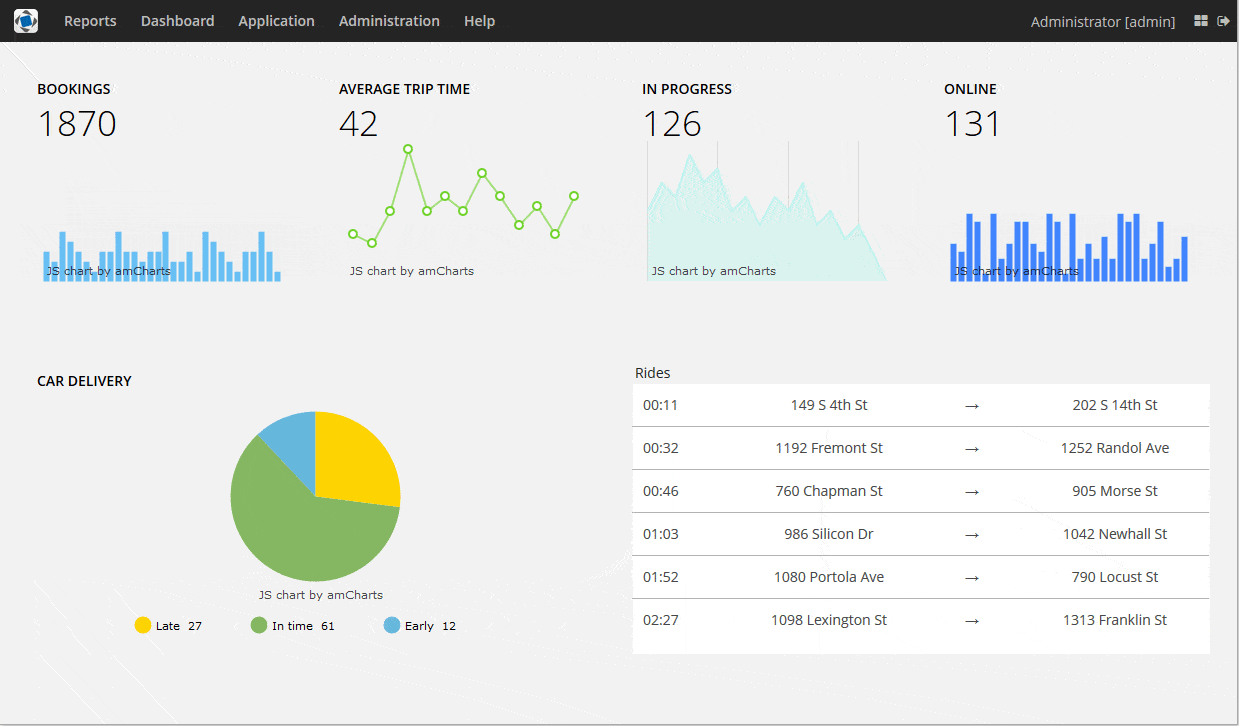 Reports Dashboard Application Administration Help Administrator [admin]
BOOKINGS AVERAGE TRIP TIME IN PROGRESS ONLINE
1870 42 126 131
JS chart by amCharts JS chart by amCharts JS chart by amCharts JS chart by amCharts
CAR DELIVERY
JS chart by amCharts
Late 27 In time 61 Early 12
Rides
00:11 149 S 4th St → 202 S 14th St
00:32 1192 Fremont St → 1252 Randol Ave
00:46 760 Chapman St → 905 Morse St
01:03 986 Silicon Dr → 1042 Newhall St
01:52 1080 Portola Ave → 790 Locust St
02:27 1098 Lexington St → 1313 Franklin St